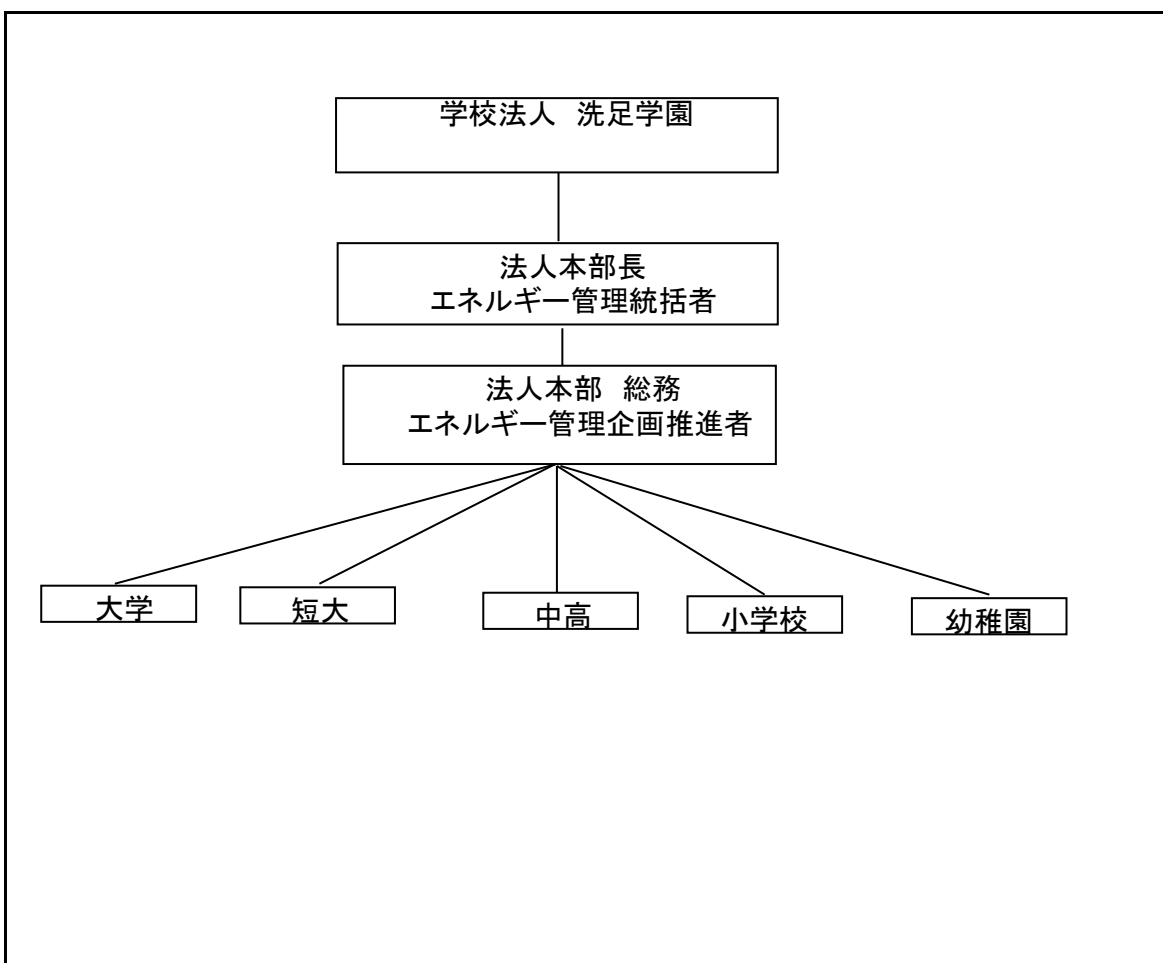 学校法人　洗足学園
法人本部長
エネルギー管理統括者
法人本部　総務
エネルギー管理企画推進者
大学
短大
中高
小学校
幼稚園